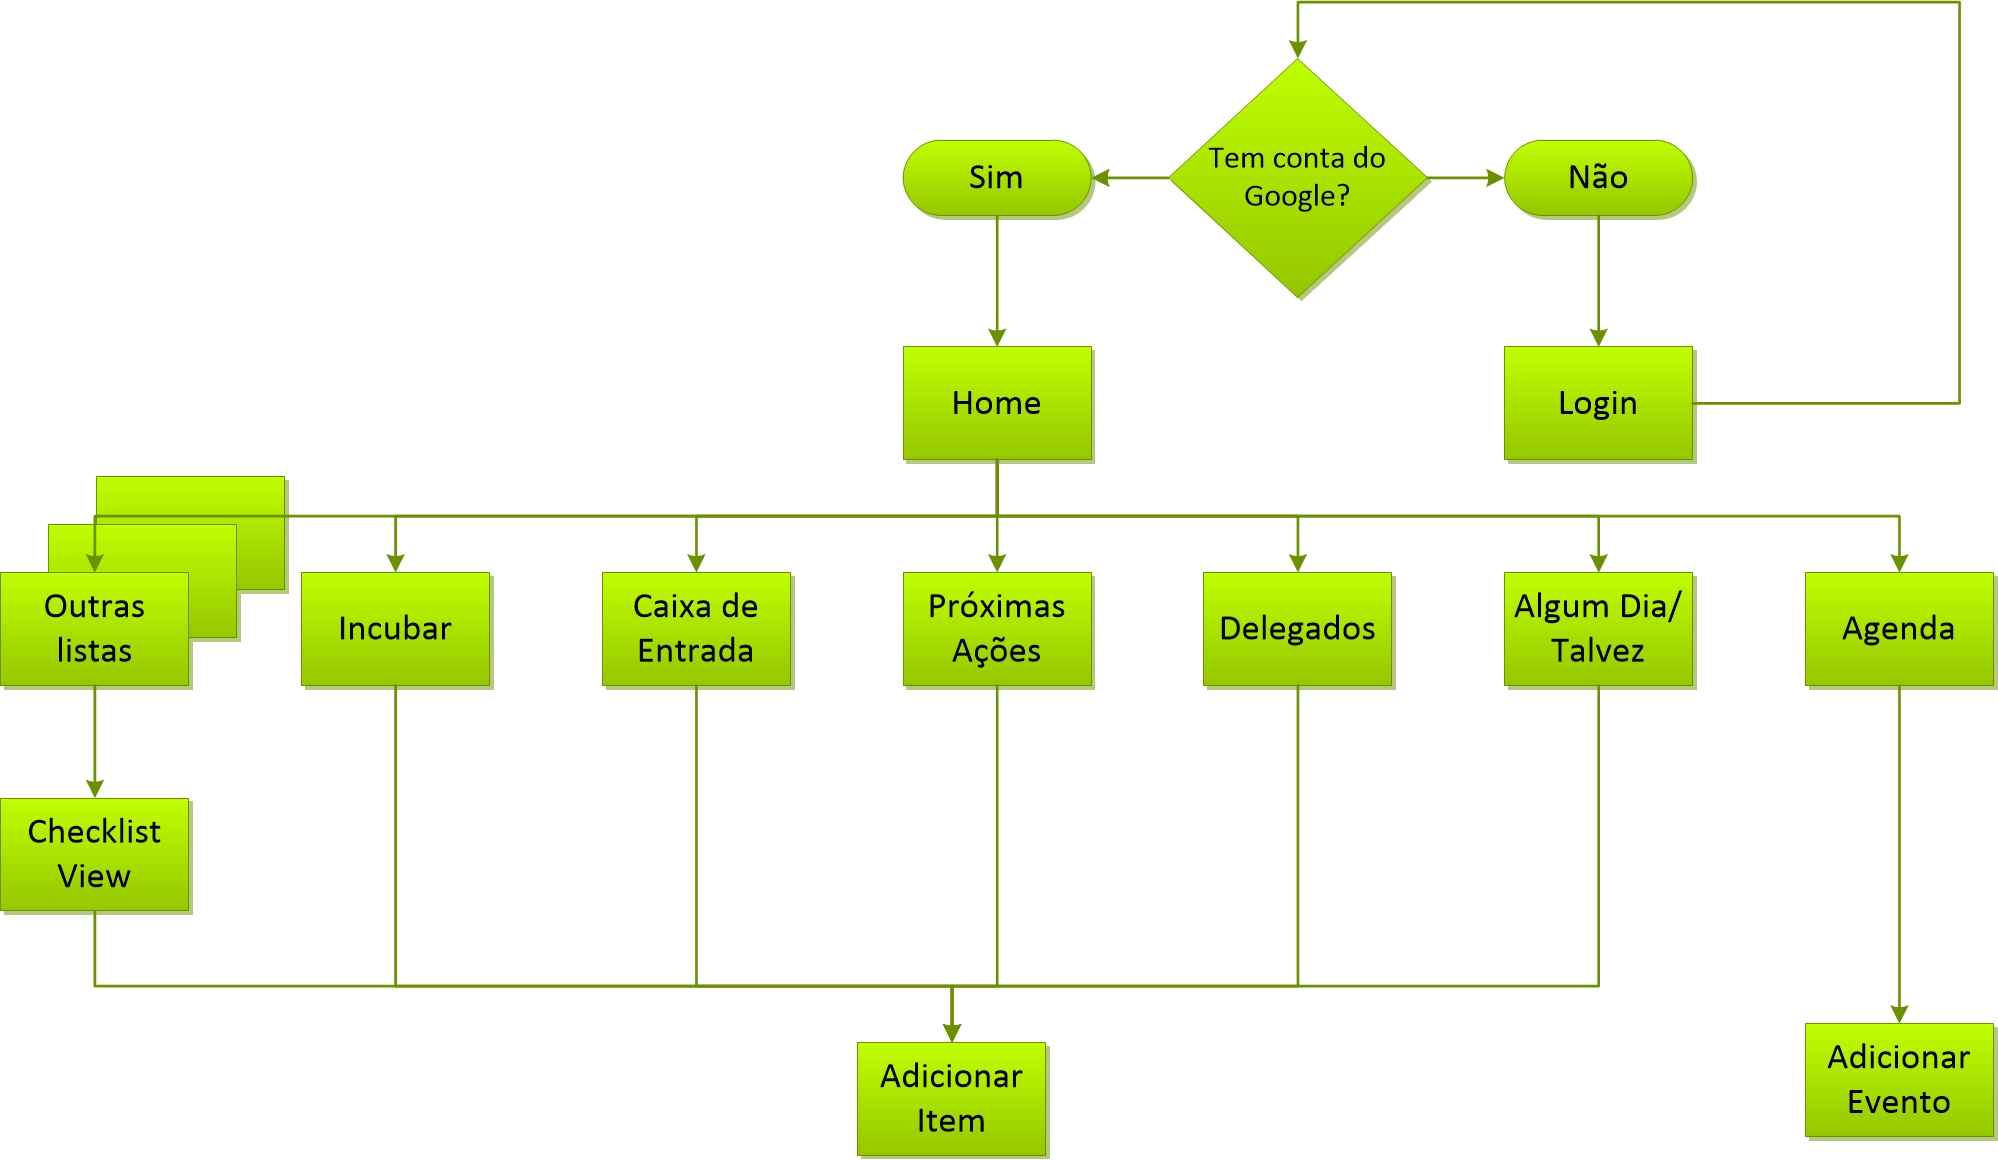 Tem conta do
Google?
Sim
Não
Home
Login
Outras
listas
Incubar
Caixa de
Entrada
Próximas
Ações
Delegados
Algum Dia/
Talvez
Agenda
Checklist
View
Adicionar
Item
Adicionar
Evento